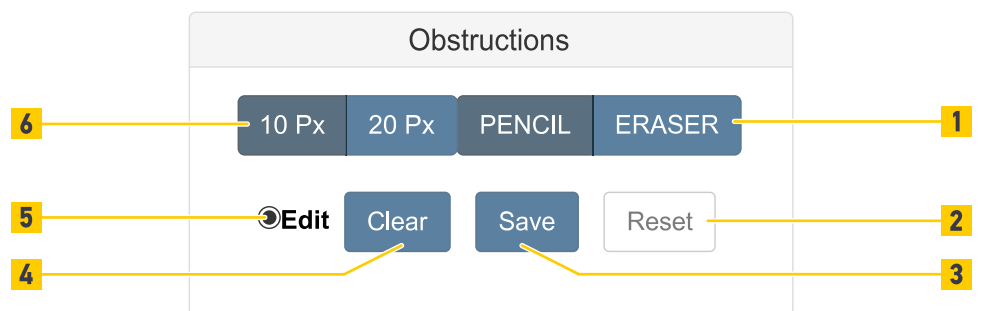 Obstructions
6 10 Px 20 Px PENCIL ERASER 1
5 Edit Clear Save Reset 2
4 3